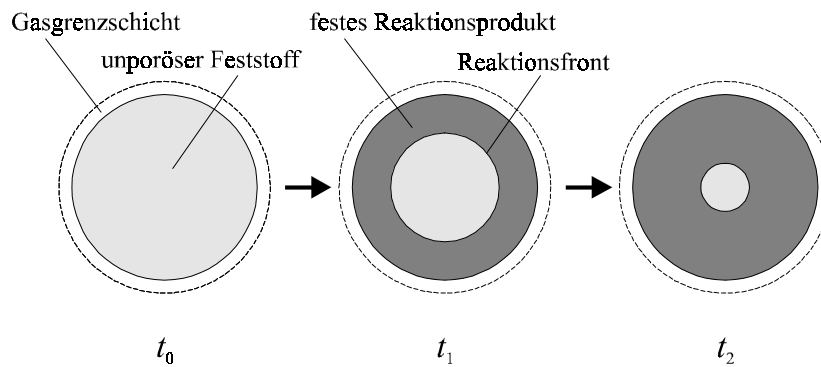 Gasgrenzschicht
unporöser Feststoff
festes Reaktionsprodukt
Reaktionsfront
t₀
t₁
t₂